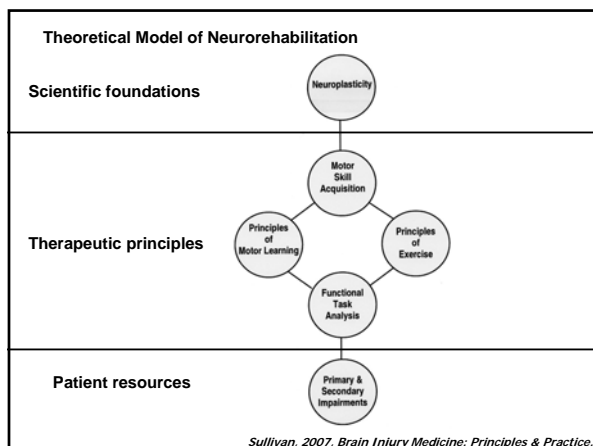 Theoretical Model of Neurorehabilitation
Scientific foundations
Neuroplasticity
Motor
Skill
Acquisition
Therapeutic principles
Principles
of
Motor Learning
Principles
of
Exercise
Functional
Task
Analysis
Patient resources
Primary &
Secondary
Impairments
Sullivan, 2007, Brain Injury Medicine: Principles & Practice.